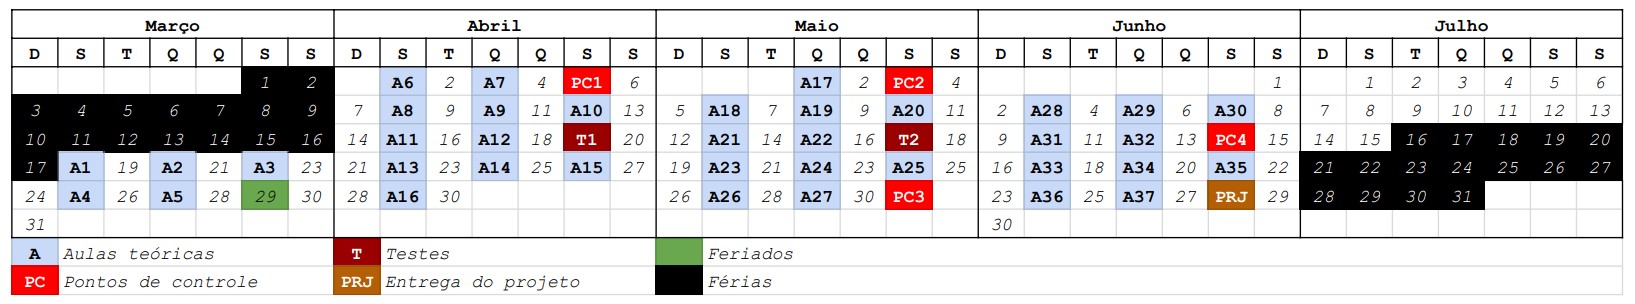 Março Abril Maio Junho Julho
D S T Q Q S S D S T Q Q S S D S T Q Q S S D S T Q Q S S D S T Q Q S S
1 2 A6 2 A7 4 PC1 6 A17 2 PC2 4 1 1 2 3 4 5 6
3 4 5 6 7 8 9 7 A8 9 A9 11 A10 13 5 A18 7 A19 9 A20 11 2 A28 4 A29 6 A30 8 7 8 9 10 11 12 13
10 11 12 13 14 15 16 14 A11 16 A12 18 T1 20 12 A21 14 A22 16 T2 18 9 A31 11 A32 13 PC4 15 14 15 16 17 18 19 20
17 A1 19 A2 21 A3 23 21 A13 23 A14 25 A15 27 19 A23 21 A24 23 A25 25 16 A33 18 A34 20 A35 22 21 22 23 24 25 26 27
24 A4 26 A5 28 29 30 28 A16 30 26 A26 28 A27 30 PC3 23 A36 25 A37 27 PRJ 29 28 29 30 31
31 30
A Aulas teóricas T Testes Feriados
PC Pontos de controle PRJ Entrega do projeto Férias